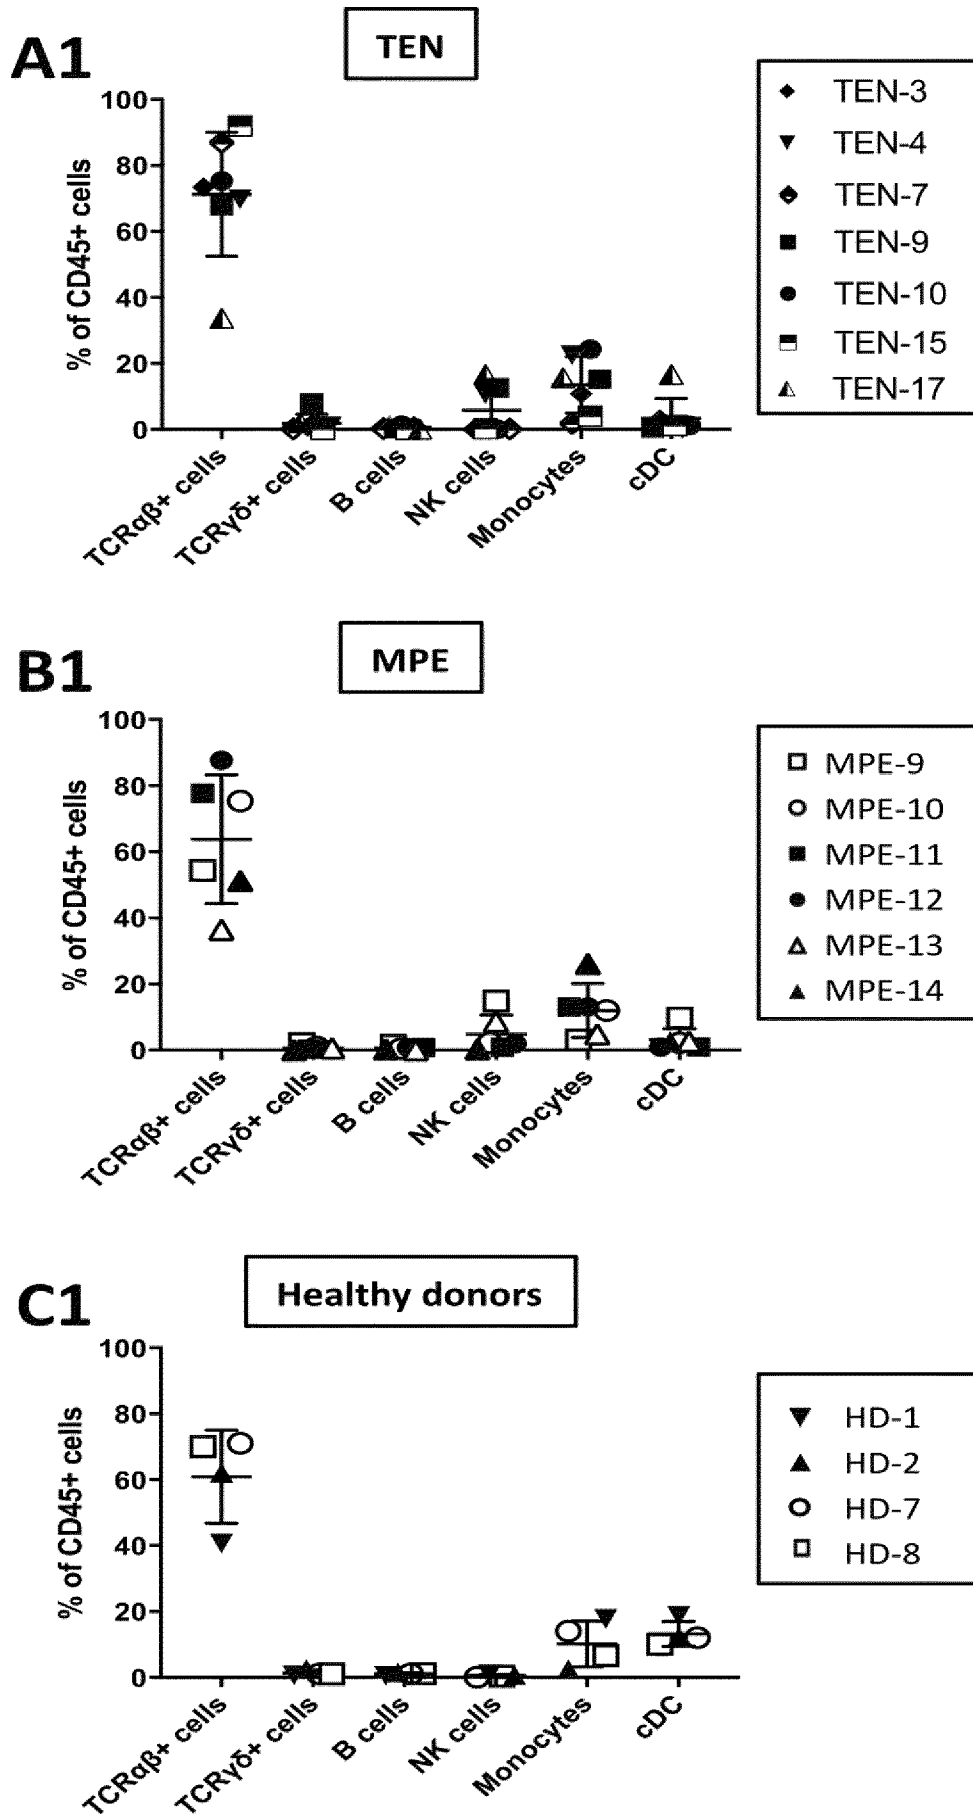 A1
TEN
% of CD45+ cells
100
80
60
40
20
0
TCRαβ+ cells
TCRγδ+ cells
B cells
NK cells
Monocytes
cDC
TEN-3
TEN-4
TEN-7
TEN-9
TEN-10
TEN-15
TEN-17
B1
MPE
% of CD45+ cells
100
80
60
40
20
0
TCRαβ+ cells
TCRγδ+ cells
B cells
NK cells
Monocytes
cDC
MPE-9
MPE-10
MPE-11
MPE-12
MPE-13
MPE-14
C1
Healthy donors
% of CD45+ cells
100
80
60
40
20
0
TCRαβ+ cells
TCRγδ+ cells
B cells
NK cells
Monocytes
cDC
HD-1
HD-2
HD-7
HD-8